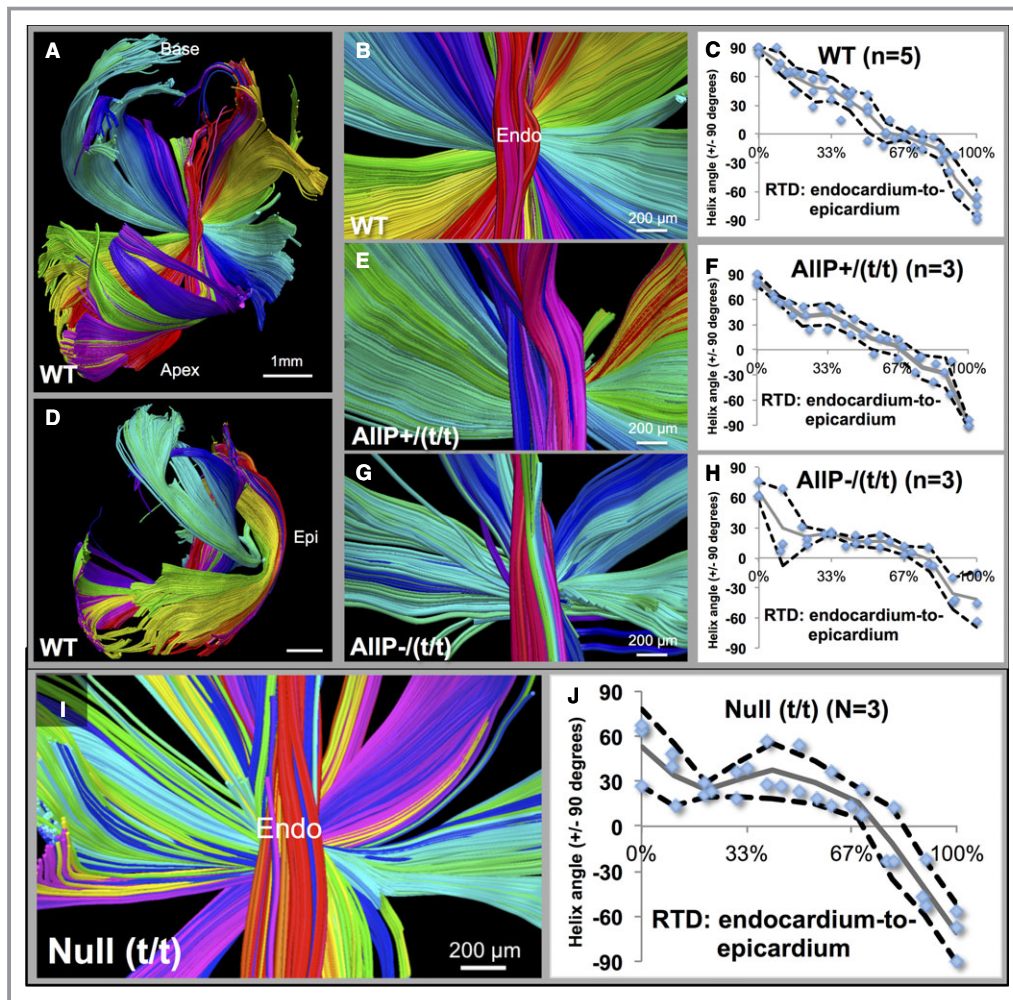 A
Base
WT
Apex
1mm
B
Endo
WT
200 µm
C
WT (n=5)
Helix angle (+/- 90 degrees)
90
60
30
0
-30
-60
-90
0%
33%
67%
100%
RTD: endocardium-to-
epicardium
D
Epi
WT
E
AllP+/(t/t)
200 µm
F
AllP+/(t/t) (n=3)
Helix angle (+/- 90 degrees)
90
60
30
0
-30
-60
-90
0%
33%
67%
100%
RTD: endocardium-to-
epicardium
G
AllP-/(t/t)
200 µm
H
AllP-/(t/t) (n=3)
Helix angle (+/- 90 degrees)
90
60
30
0
-30
-60
-90
0%
33%
67%
100%
RTD: endocardium-to-
epicardium
I
Endo
Null (t/t)
200 µm
J
Null (t/t) (N=3)
Helix angle (+/- 90 degrees)
90
60
30
0
-30
-60
-90
0%
33%
67%
100%
RTD: endocardium-to-
epicardium